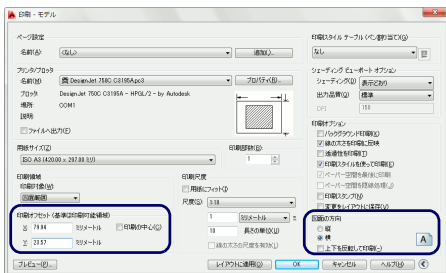 印刷 - モデル
ページ設定
名前(A): <なし> 追加(.)...
プリンタ/プロッタ
名前(M): DesignJet 750C C3195A.pc3 プロパティ(R)...
プロッタ: DesignJet 750C C3195A - HPGL/2 - by Autodesk
場所: COM1
説明:
ファイルへ出力(E)
用紙サイズ(Z)
ISO A3 (420.00 x 297.00 ミリ)
印刷部数(B)
1
印刷領域
印刷対象(W):
図面範囲
印刷オフセット (基準は印刷可能領域)
X: 79.94 ミリメートル 印刷の中心(C)
Y: 23.57 ミリメートル
印刷尺度
用紙にフィット(I)
尺度(S): 1:10
1 ミリメートル =
10 長さの単位(U)
線の太さの尺度を有効(L)
印刷スタイル テーブル (ペン割り当て)(G)
なし
シェーディング ビューポート オプション
シェーディング(D) 表示どおり
出力品質(Q) 標準
DPI
印刷オプション
バックグラウンド印刷(K)
線の太さを印刷に反映
透過性を印刷(T)
印刷スタイルを使って印刷(E)
ペーパー空間を最後に印刷
ペーパー空間を隠線処理(J)
印刷スタンプ(N)
変更をレイアウトに保存(V)
図面の方向
縦
横
上下を反転して印刷(-)
A
プレビュー(P)... レイアウトに適用(O) OK キャンセル ヘルプ(H)